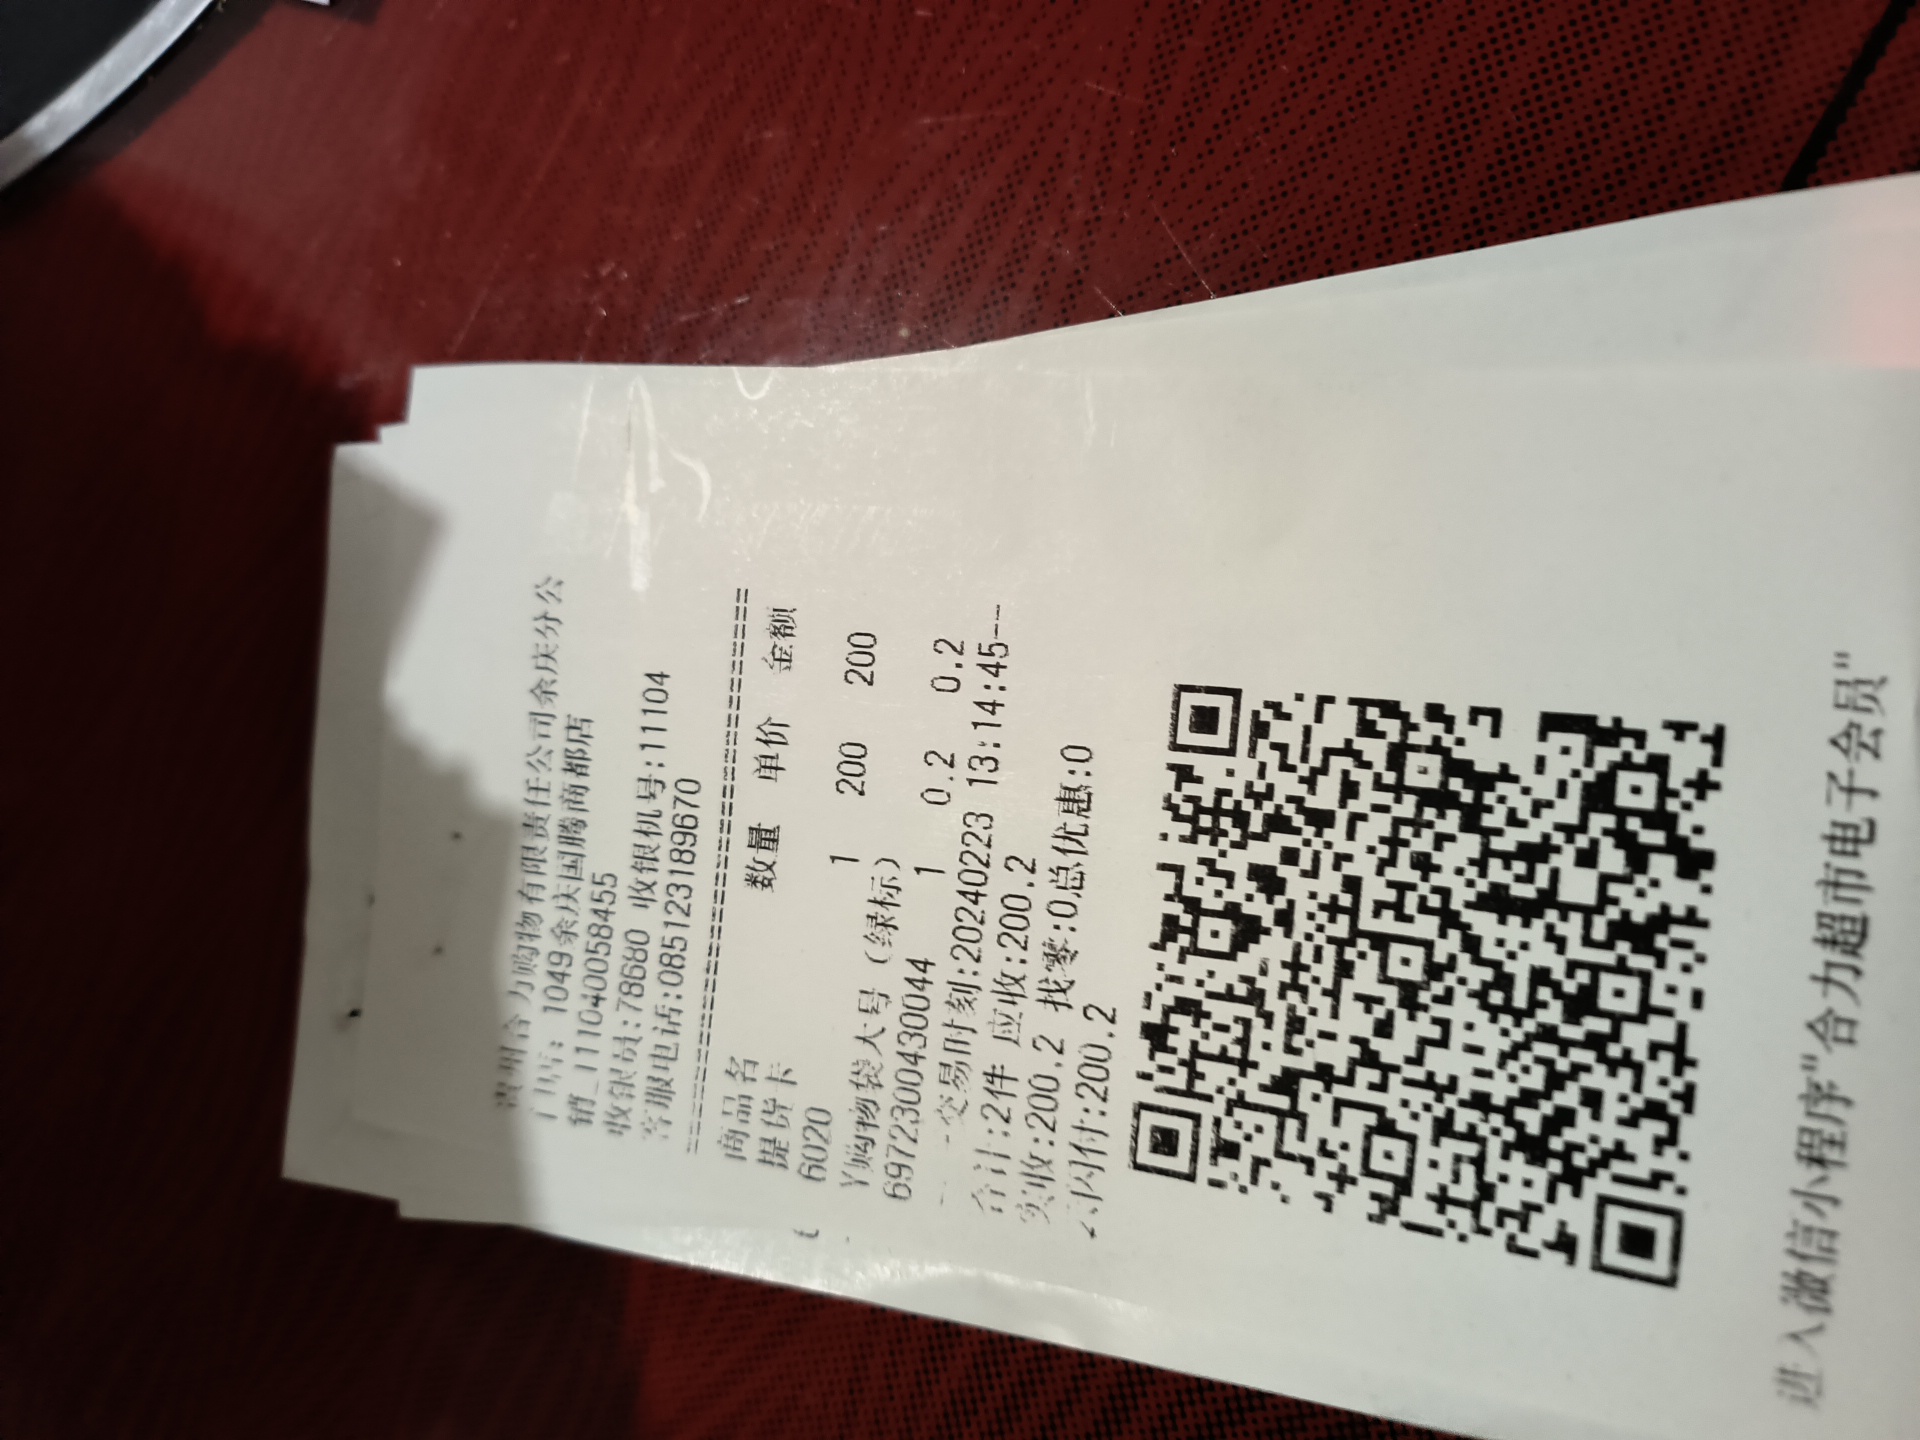 贵州合力购物有限责任公司余庆分公
门店: 1049余庆国腾商都店
销_111040058455
收银员:78680 收银机号:11104
客服电话:085123189670
商品名 数量 单价 金额
提货卡
6020 1 200 200
Y购物袋大号（绿标）
6972300430044 1 0.2 0.2
交易时刻:20240223 13:14:45--
合计:2件 应收:200.2
实收:200.2 找零:0总优惠:0
云闪付:200.2
进入微信小程序"合力超市电子会员"